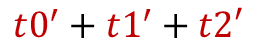 t0′ + t1′ + t2′